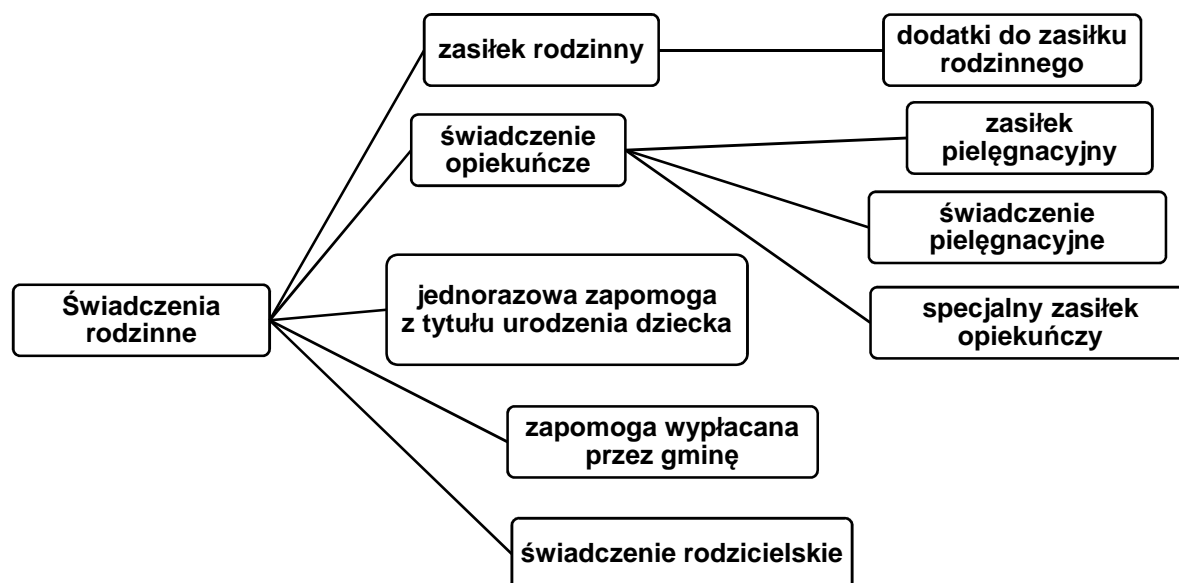 zasiłek rodzinny
dodatki do zasiłku
rodzinnego
świadczenie
opiekuńcze
zasiłek
pielęgnacyjny
świadczenie
pielęgnacyjne
Świadczenia
rodzinne
jednorazowa zapomoga
z tytułu urodzenia dziecka
specjalny zasiłek
opiekuńczy
zapomoga wypłacana
przez gminę
świadczenie rodzicielskie